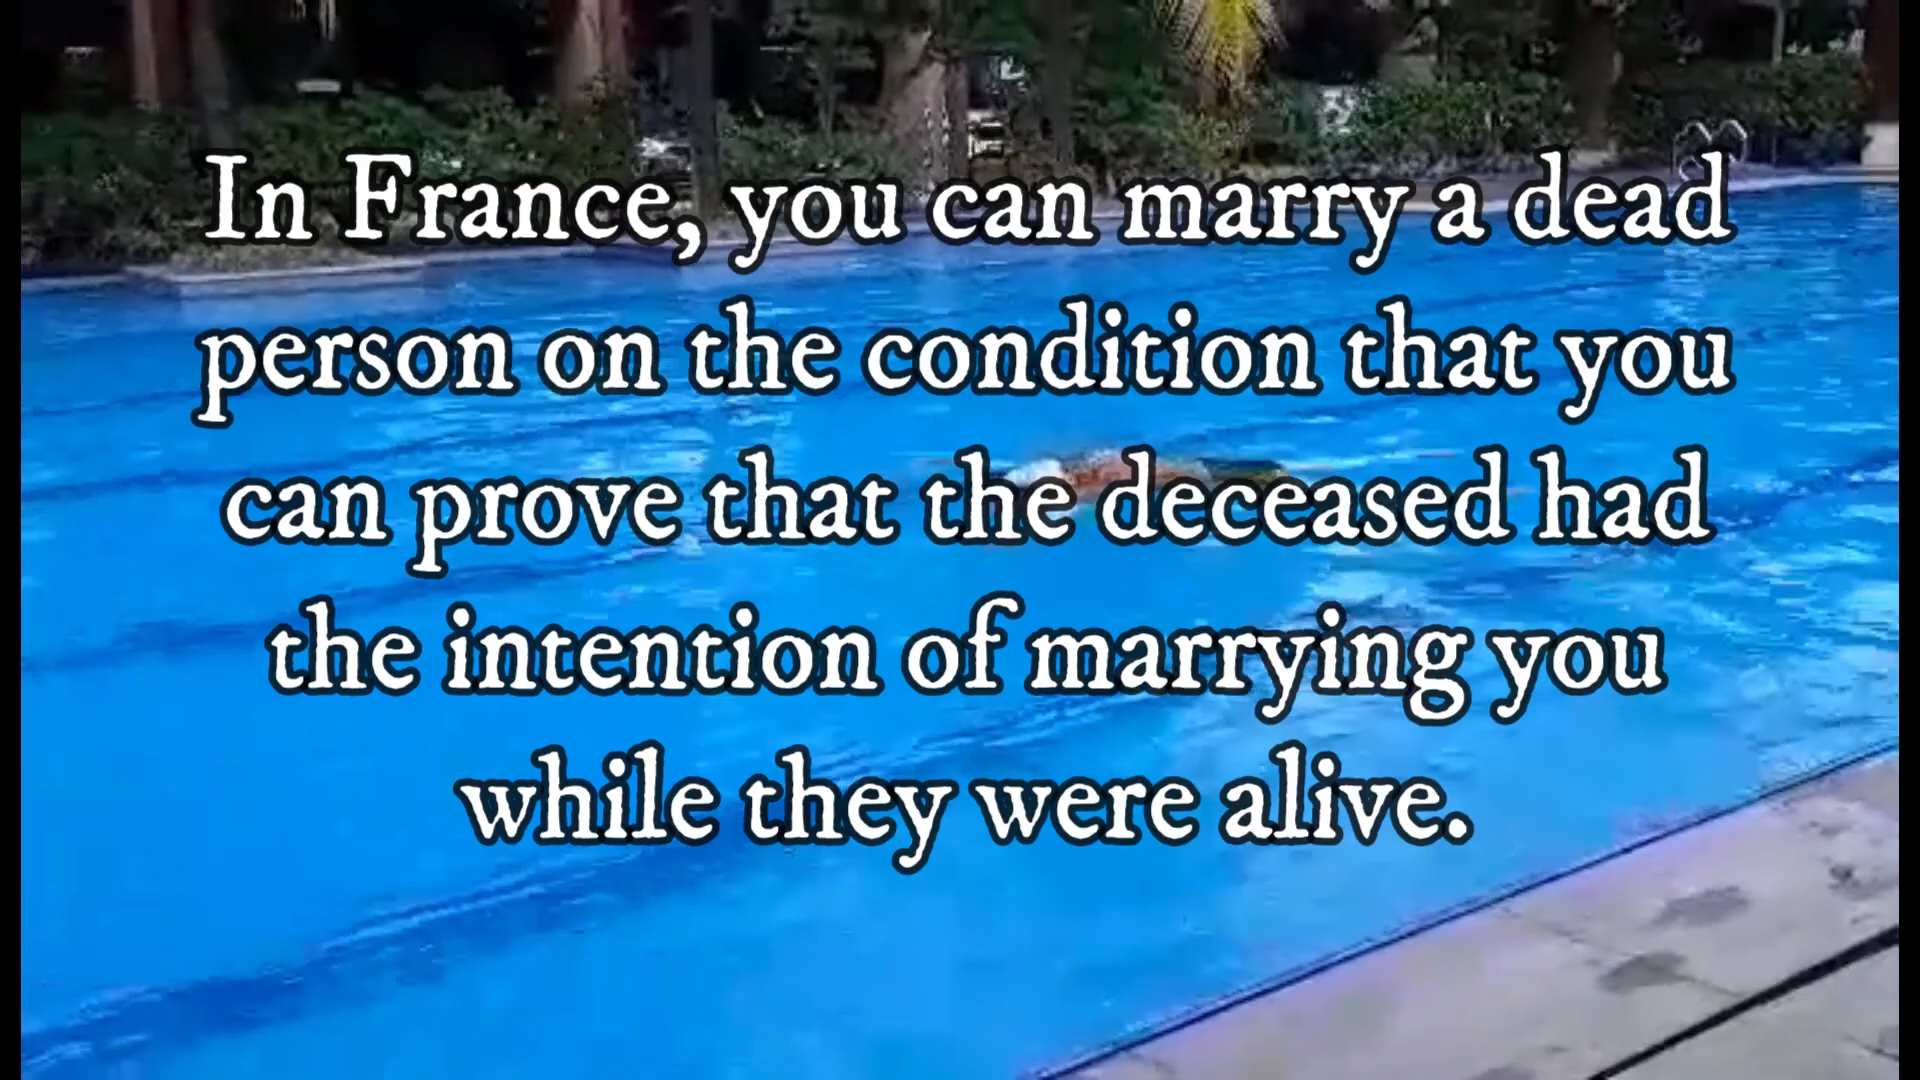 In France, you can marry a dead
person on the condition that you
can prove that the deceased had
the intention of marrying you
while they were alive.